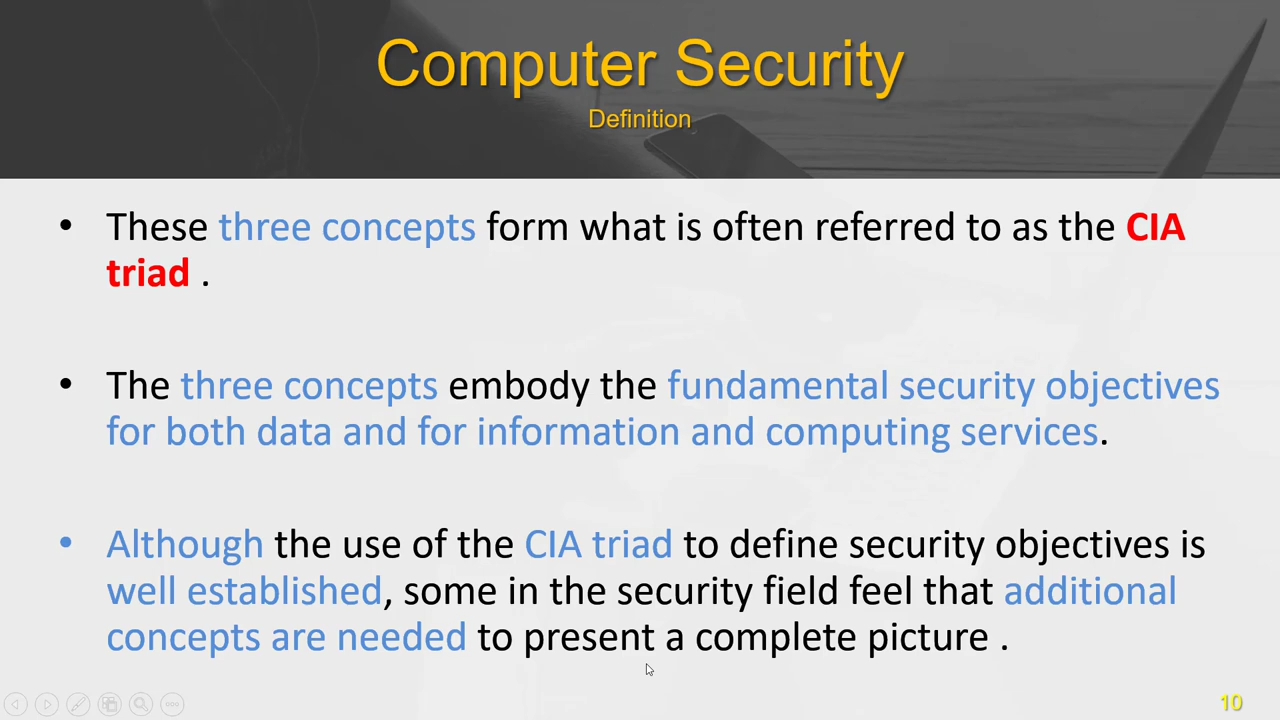 Computer Security
Definition
• These three concepts form what is often referred to as the CIA
triad .
• The three concepts embody the fundamental security objectives
for both data and for information and computing services.
• Although the use of the CIA triad to define security objectives is
well established, some in the security field feel that additional
concepts are needed to present a complete picture .
10